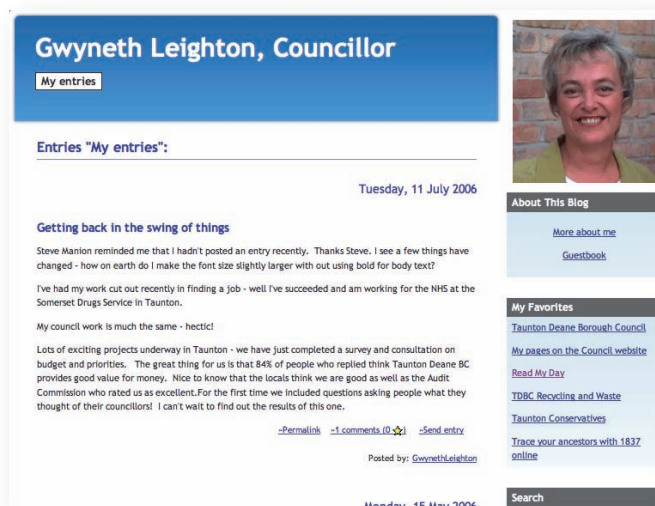 Gwyneth Leighton, Councillor
My entries
Entries "My entries":
Tuesday, 11 July 2006
Getting back in the swing of things
Steve Manion reminded me that I hadn't posted an entry recently. Thanks Steve. I see a few things have
changed - how on earth do I make the font size slightly larger with out using bold for body text?
I've had my work cut out recently in finding a job - well I've succeeded and am working for the NHS at the
Somerset Drugs Service in Taunton.
My council work is much the same - hectic!
Lots of exciting projects underway in Taunton - we have just completed a survey and consultation on
budget and priorities. The great thing for us is that 84% of people who replied think Taunton Deane BC
provides good value for money. Nice to know that the locals think we are good as well as the Audit
Commission who rated us as excellent.For the first time we included questions asking people what they
thought of their councillors! I can't wait to find out the results of this one.
~Permalink ~1 comments (0 ) ~Send entry
Posted by: GwynethLeighton
Monday, 15 May 2006
About This Blog
More about me
Guestbook
My Favorites
Taunton Deane Borough Council
My pages on the Council website
Read My Day
TDBC Recycling and Waste
Taunton Conservatives
Trace your ancestors with 1837
online
Search